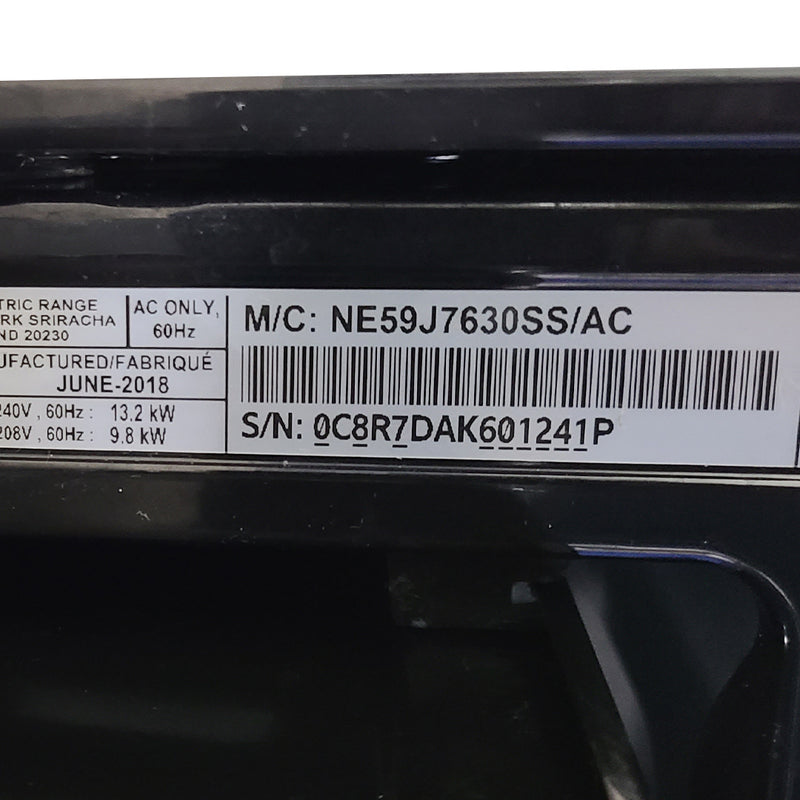 TRIC RANGE
RK SRIRACHA
ND 20230
AC ONLY,
60Hz
UFACTURED/FABRIQUÉ
JUNE-2018
240V , 60Hz : 13.2 kW
208V , 60Hz : 9.8 kW
M/C: NE59J7630SS/AC
S/N: 0C8R7DAK601241P